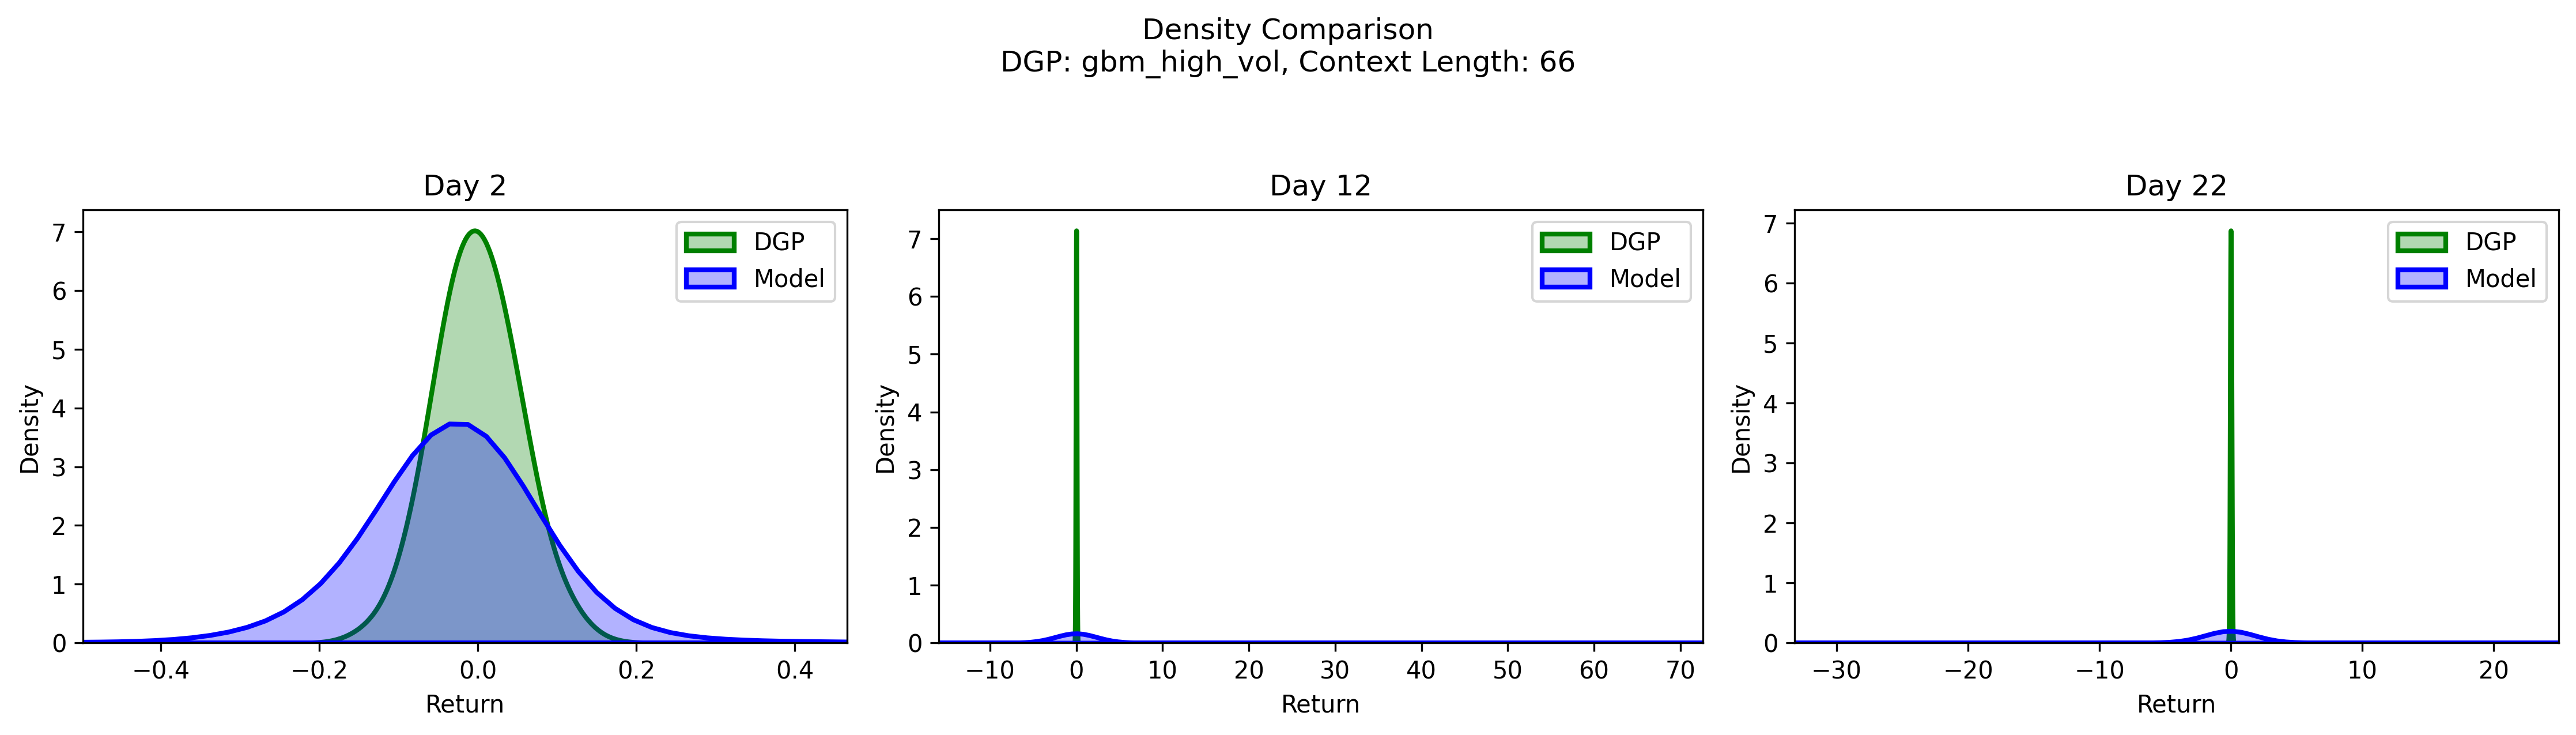 Density Comparison
DGP: gbm_high_vol, Context Length: 66
Day 2
Density
7
6
5
4
3
2
1
0
DGP
Model
−0.4
−0.2
0.0
0.2
0.4
Return
Day 12
Density
7
6
5
4
3
2
1
0
DGP
Model
−10
0
10
20
30
40
50
60
70
Return
Day 22
Density
7
6
5
4
3
2
1
0
DGP
Model
−30
−20
−10
0
10
20
Return